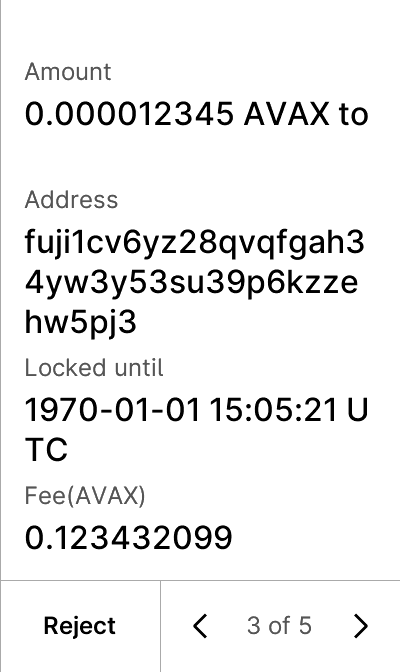 Amount
0.000012345 AVAX to
Address
fuji1cv6yz28qvqfgah3
4yw3y53su39p6kzze
hw5pj3
Locked until
1970-01-01 15:05:21 U
TC
Fee(AVAX)
0.123432099
Reject
3 of 5